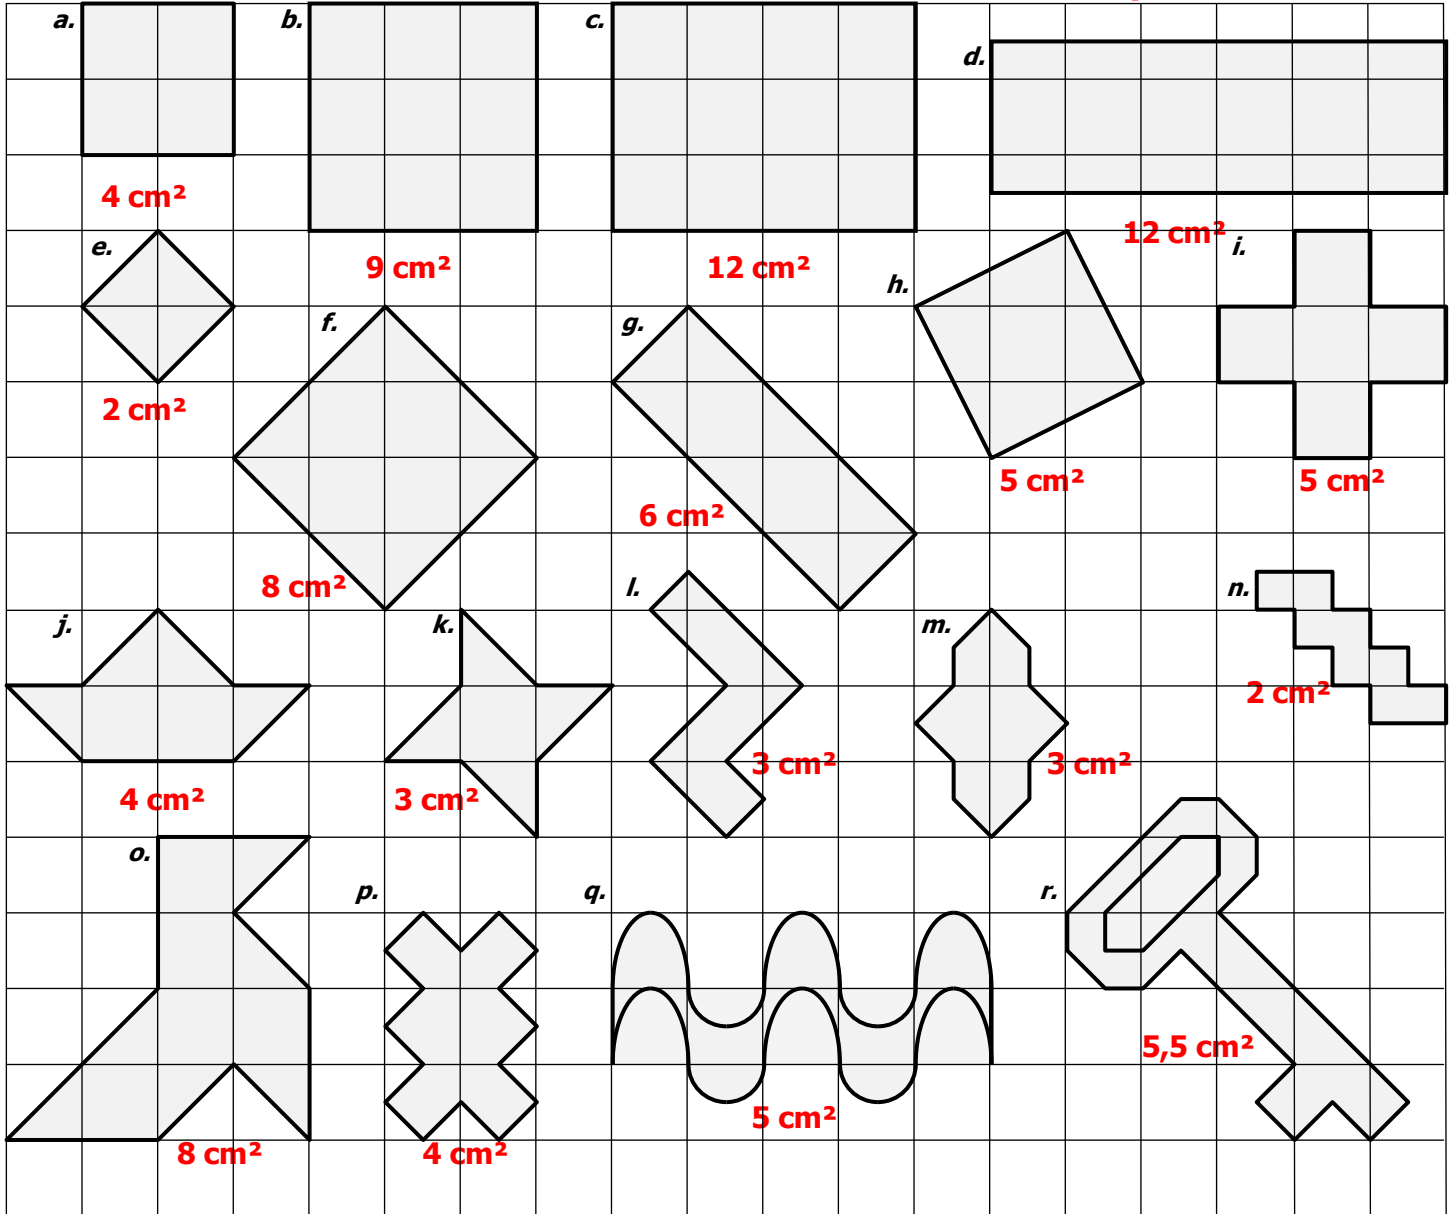 a.
b.
c.
d.
4 cm²
9 cm²
12 cm²
12 cm²
e.
f.
g.
h.
i.
2 cm²
8 cm²
6 cm²
5 cm²
5 cm²
j.
k.
l.
m.
n.
4 cm²
3 cm²
3 cm²
3 cm²
2 cm²
o.
p.
q.
r.
8 cm²
4 cm²
5 cm²
5,5 cm²